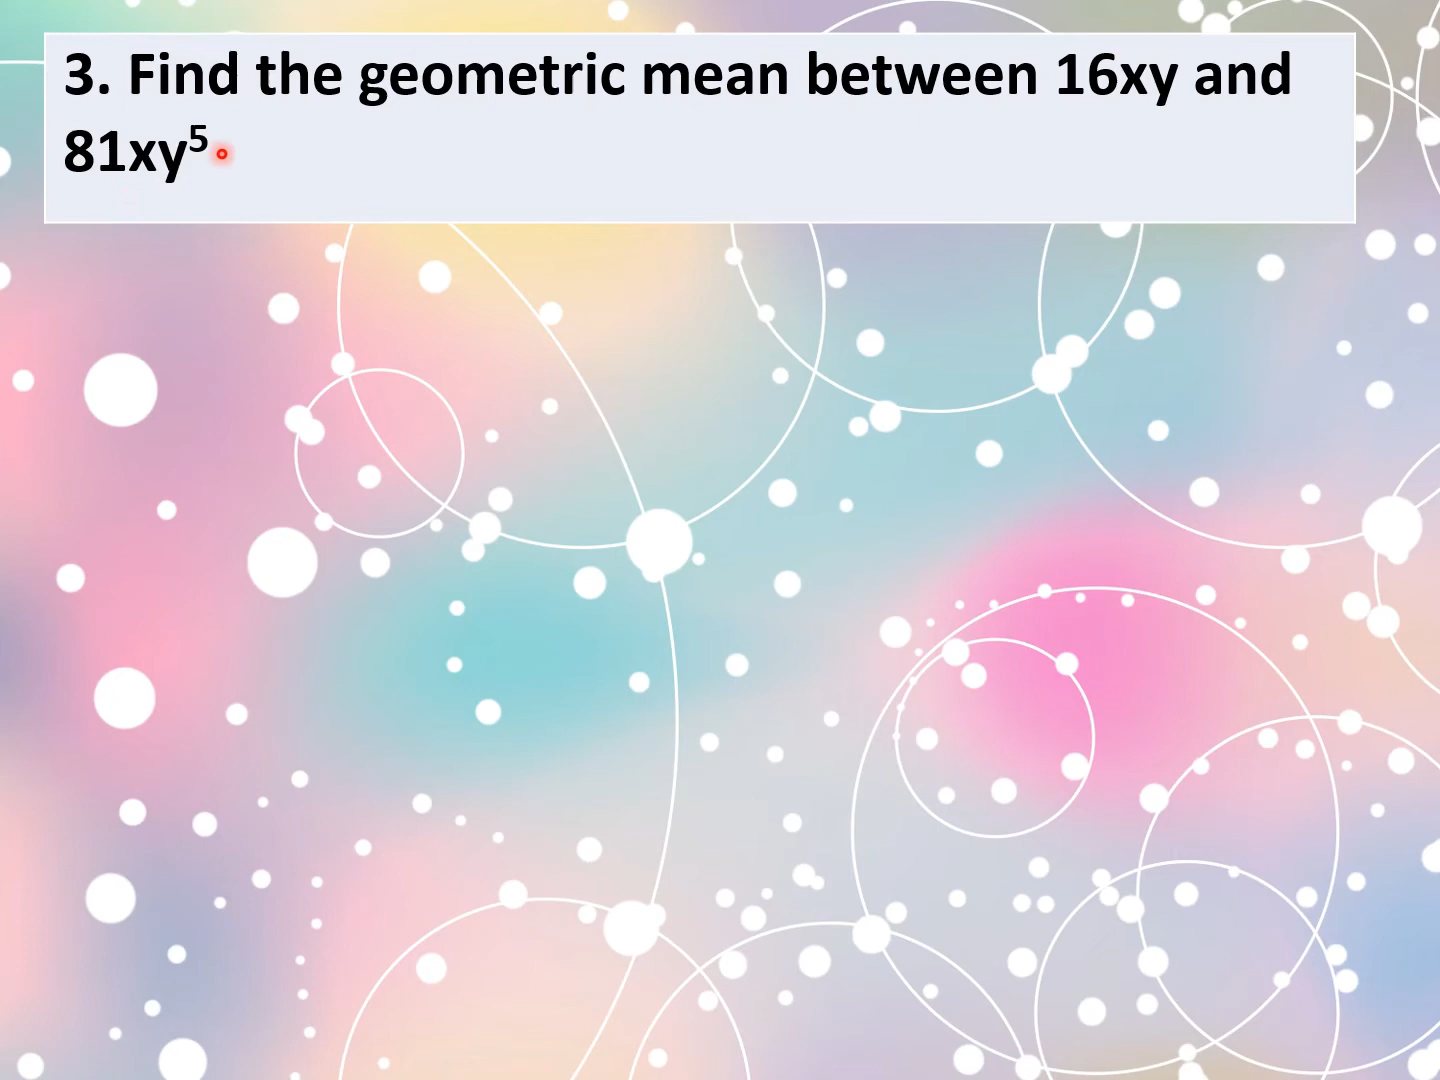 3. Find the geometric mean between 16xy and
81xy⁵